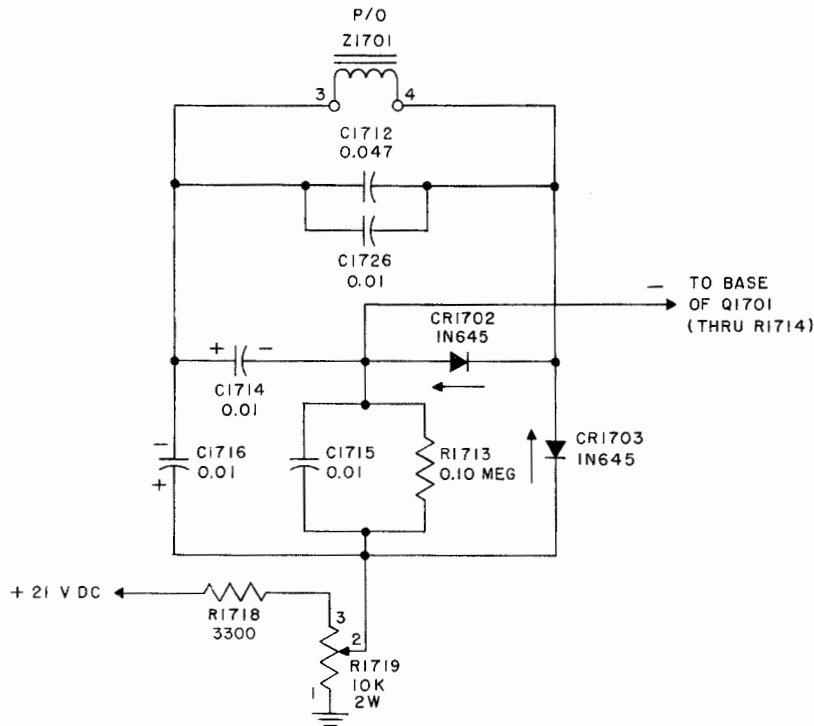 P/O
Z1701
3
4
C1712
0.047
C1726
0.01
−
TO BASE
OF Q1701
(THRU R1714)
CR1702
1N645
+
−
C1714
0.01
−
C1716
0.01
+
C1715
0.01
R1713
0.10 MEG
CR1703
1N645
+ 21 V DC
R1718
3300
3
2
R1719
10K
2W
1